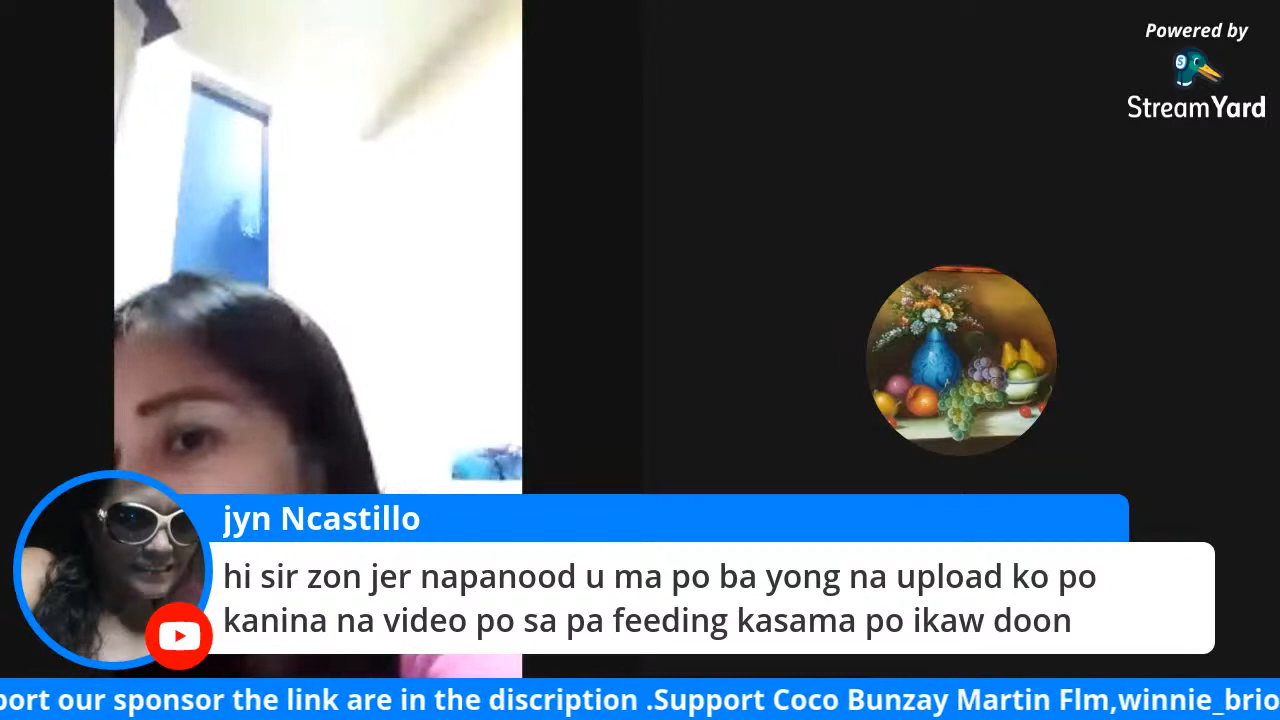 Powered by
StreamYard
jyn Ncastillo
hi sir zon jer napanood u ma po ba yong na upload ko po
kanina na video po sa pa feeding kasama po ikaw doon
port our sponsor the link are in the discription .Support Coco Bunzay Martin Flm,winnie_brio